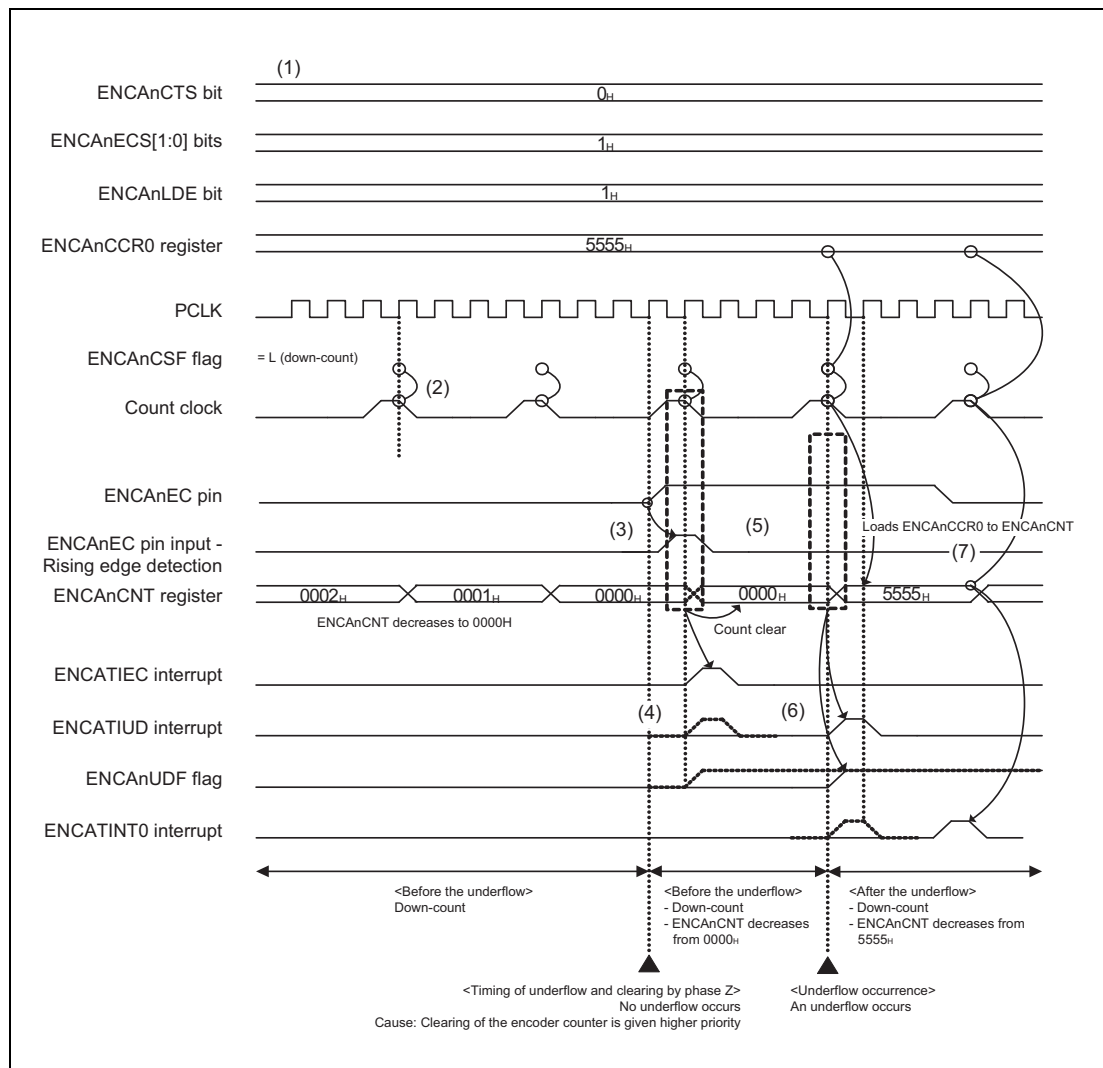 (1)
ENCAnCTS bit
0H
ENCAnECS[1:0] bits
1H
ENCAnLDE bit
1H
ENCAnCCR0 register
5555H
PCLK
ENCAnCSF flag
= L (down-count)
(2)
Count clock
ENCAnEC pin
(3)
(5)
Loads ENCAnCCR0 to ENCAnCNT
ENCAnEC pin input -
Rising edge detection
(7)
ENCAnCNT register
0002H
0001H
0000H
0000H
5555H
ENCAnCNT decreases to 0000H
Count clear
ENCATIEC interrupt
(4)
(6)
ENCATIUD interrupt
ENCAnUDF flag
ENCATINT0 interrupt
<Before the underflow>
Down-count
<Before the underflow>
- Down-count
- ENCAnCNT decreases
from 0000H
<After the underflow>
- Down-count
- ENCAnCNT decreases from
5555H
<Timing of underflow and clearing by phase Z>
No underflow occurs
Cause: Clearing of the encoder counter is given higher priority
<Underflow occurrence>
An underflow occurs